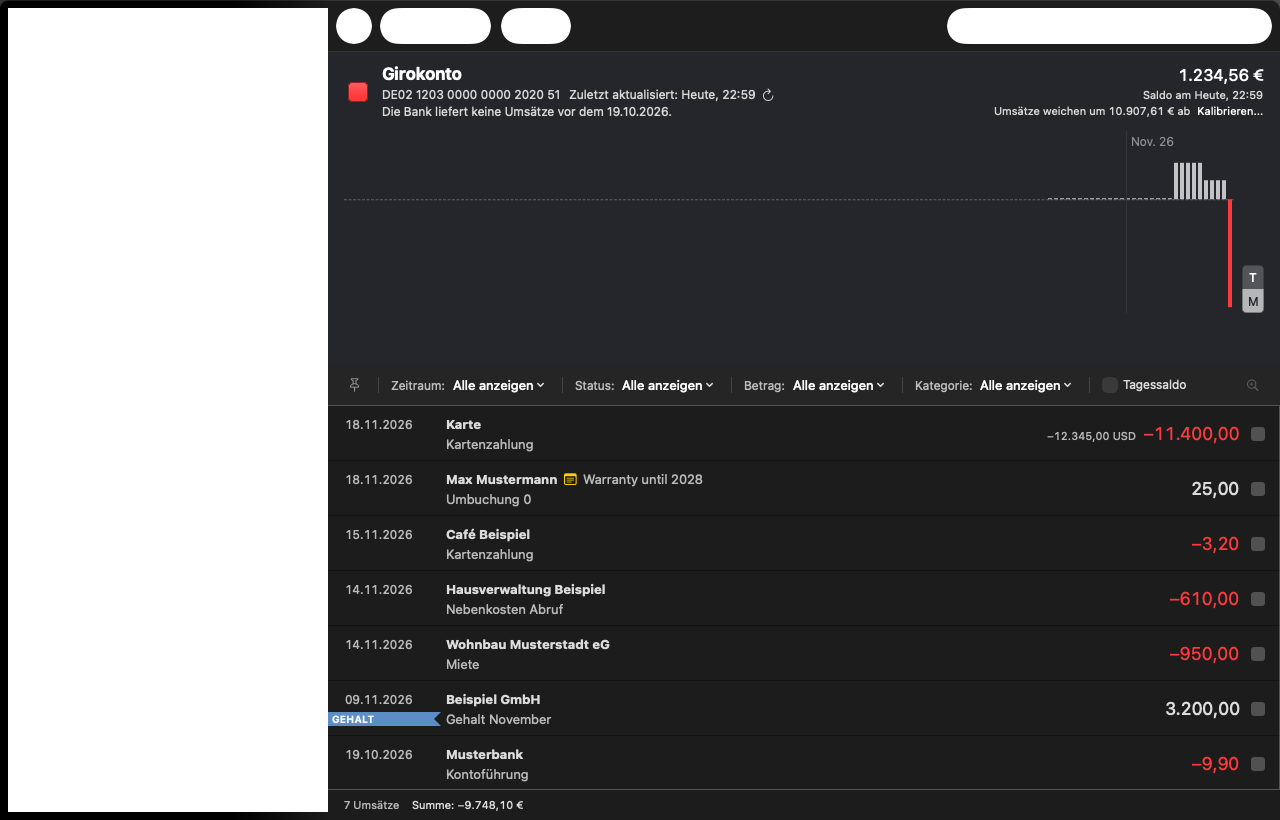 Girokonto
1.234,56 €
DE02 1203 0000 0000 2020 51 Zuletzt aktualisiert: Heute, 22:59
Saldo am Heute, 22:59
Die Bank liefert keine Umsätze vor dem 19.10.2026.
Umsätze weichen um 10.907,61 € ab Kalibrieren...
Nov. 26
T
M
Zeitraum: Alle anzeigen Status: Alle anzeigen Betrag: Alle anzeigen Kategorie: Alle anzeigen Tagessaldo
18.11.2026 Karte
Kartenzahlung
−12.345,00 USD −11.400,00
18.11.2026 Max Mustermann Warranty until 2028
Umbuchung 0
25,00
15.11.2026 Café Beispiel
Kartenzahlung
−3,20
14.11.2026 Hausverwaltung Beispiel
Nebenkosten Abruf
−610,00
14.11.2026 Wohnbau Musterstadt eG
Miete
−950,00
09.11.2026 Beispiel GmbH
GEHALT Gehalt November
3.200,00
19.10.2026 Musterbank
Kontoführung
−9,90
7 Umsätze Summe: −9.748,10 €